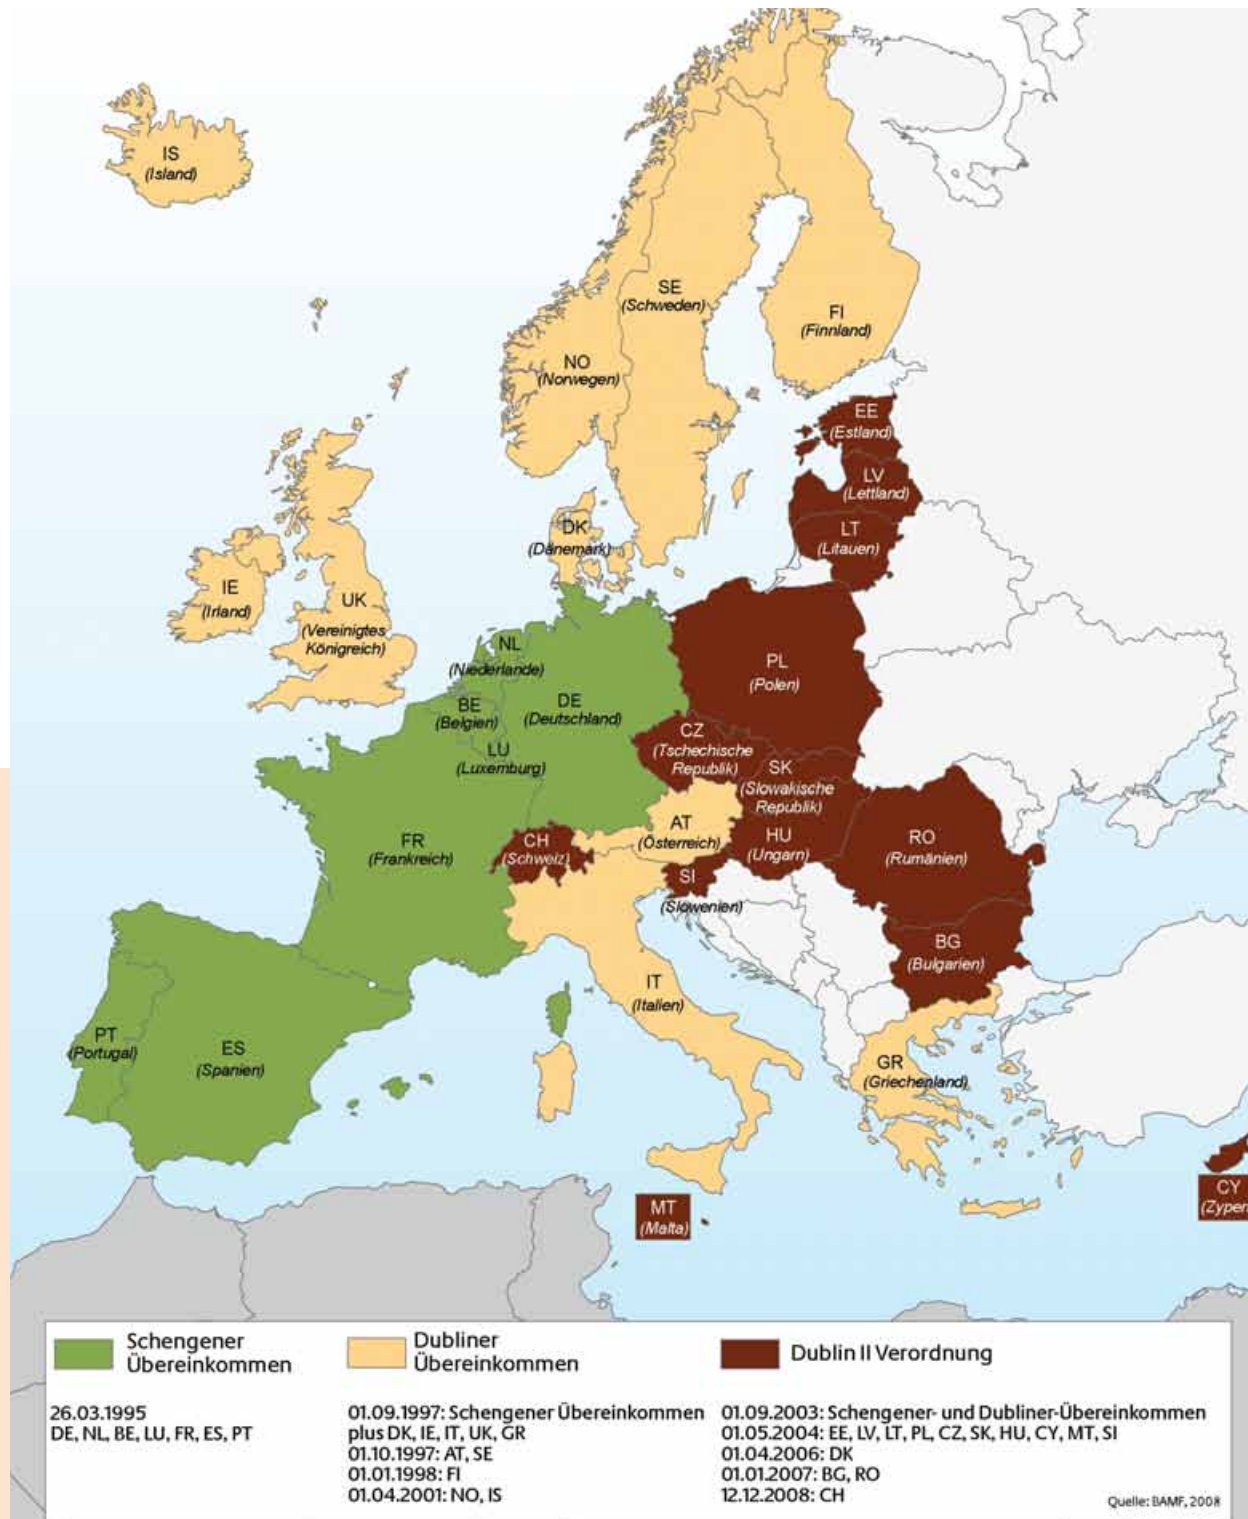 IS
(Island)
SE
(Schweden)
FI
(Finnland)
NO
(Norwegen)
EE
(Estland)
LV
(Lettland)
LT
(Litauen)
DK
(Dänemark)
IE
(Irland)
UK
(Vereinigtes
Königreich)
NL
(Niederlande)
BE
(Belgien)
LU
(Luxemburg)
DE
(Deutschland)
PL
(Polen)
CZ
(Tschechische
Republik)
SK
(Slowakische
Republik)
AT
(Österreich)
HU
(Ungarn)
RO
(Rumänien)
FR
(Frankreich)
CH
(Schweiz)
SI
(Slowenien)
BG
(Bulgarien)
IT
(Italien)
PT
(Portugal)
ES
(Spanien)
GR
(Griechenland)
MT
(Malta)
CY
(Zypern
Schengener
Übereinkommen
26.03.1995
DE, NL, BE, LU, FR, ES, PT
Dubliner
Übereinkommen
01.09.1997: Schengener Übereinkommen
plus DK, IE, IT, UK, GR
01.10.1997: AT, SE
01.01.1998: FI
01.04.2001: NO, IS
Dublin II Verordnung
01.09.2003: Schengener- und Dubliner-Übereinkommen
01.05.2004: EE, LV, LT, PL, CZ, SK, HU, CY, MT, SI
01.04.2006: DK
01.01.2007: BG, RO
12.12.2008: CH
Quelle: BAMF, 2008